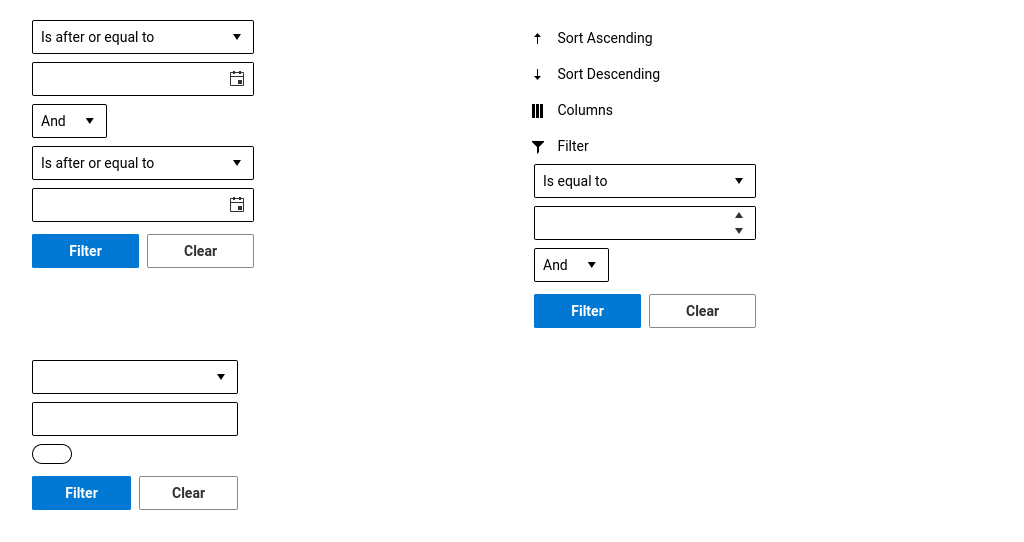 Is after or equal to
And
Is after or equal to
Filter Clear
Sort Ascending
Sort Descending
Columns
Filter
Is equal to
And
Filter Clear
Filter Clear